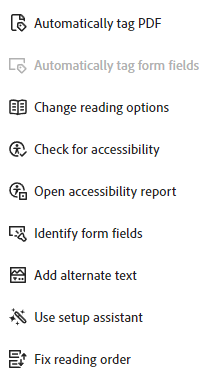 Automatically tag PDF
Automatically tag form fields
Change reading options
Check for accessibility
Open accessibility report
Identify form fields
Add alternate text
Use setup assistant
Fix reading order